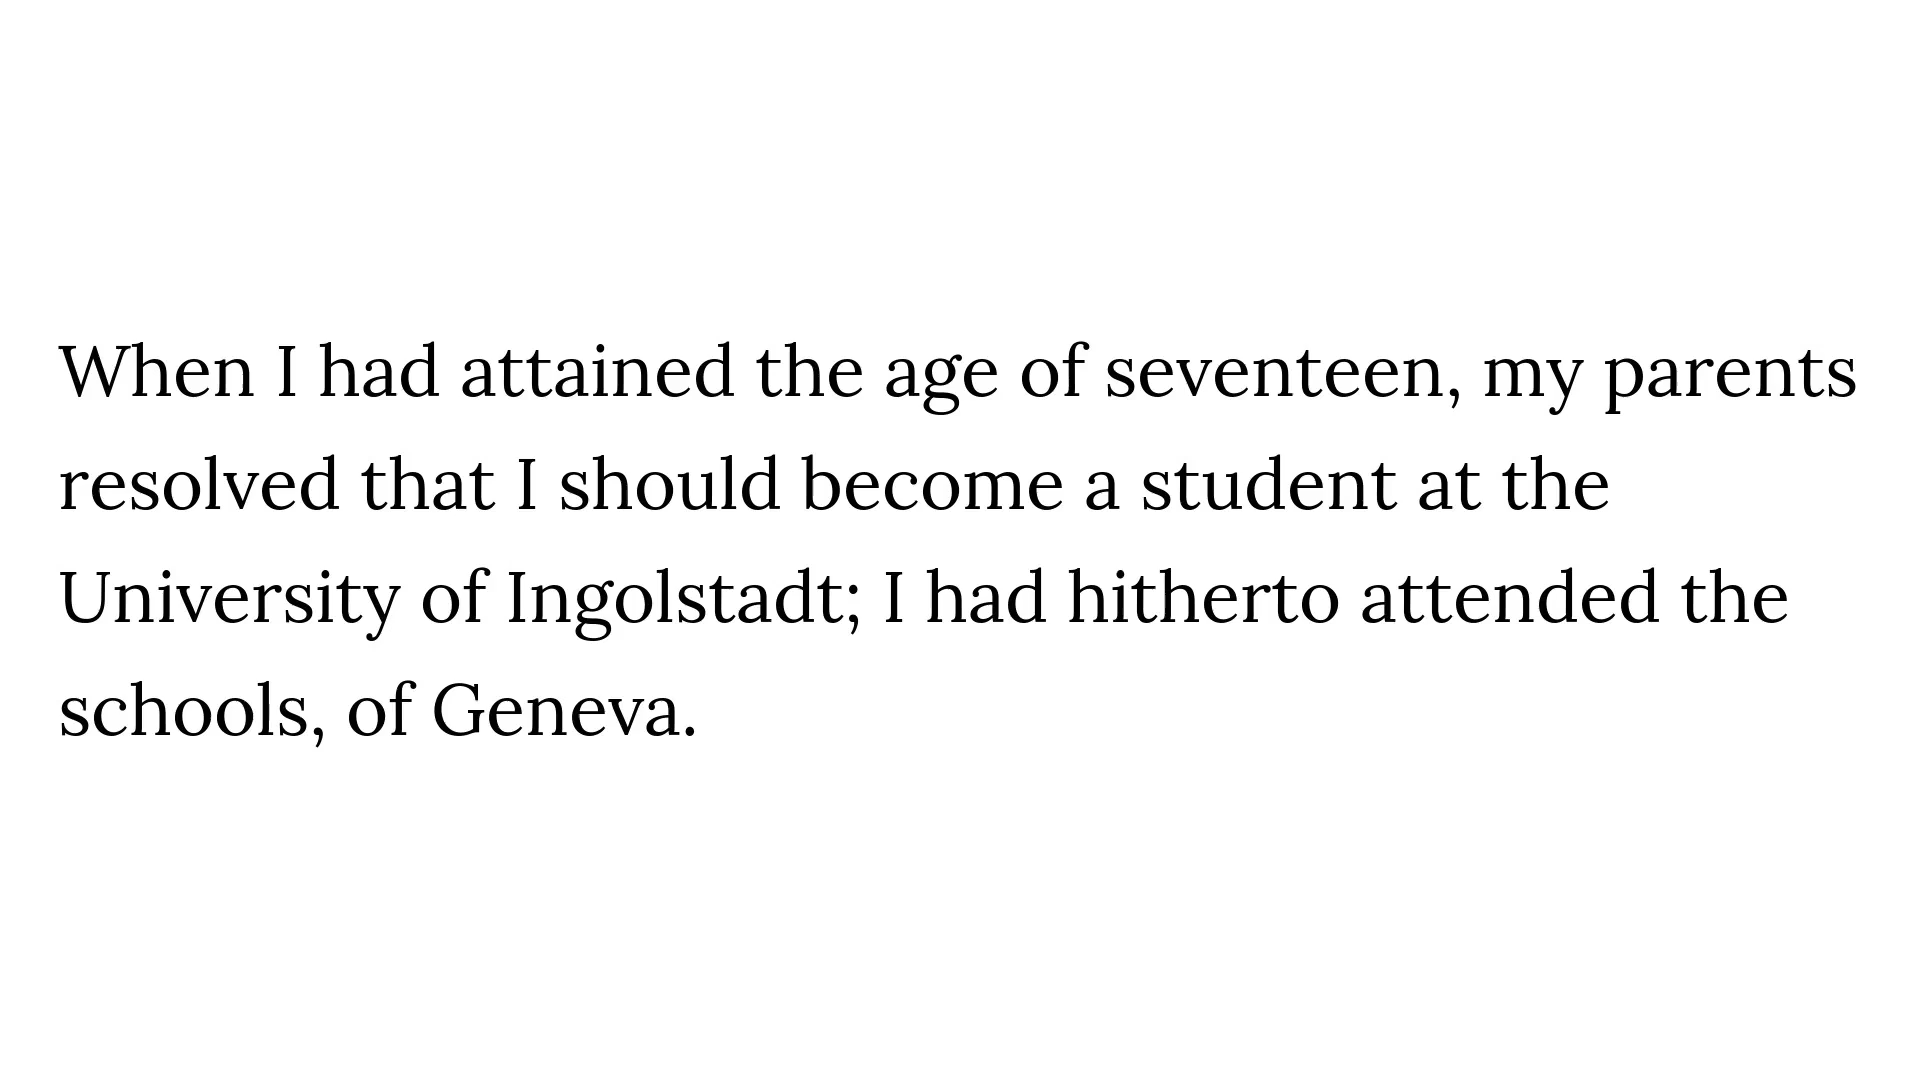 When I had attained the age of seventeen, my parents
resolved that I should become a student at the
University of Ingolstadt; I had hitherto attended the
schools, of Geneva.